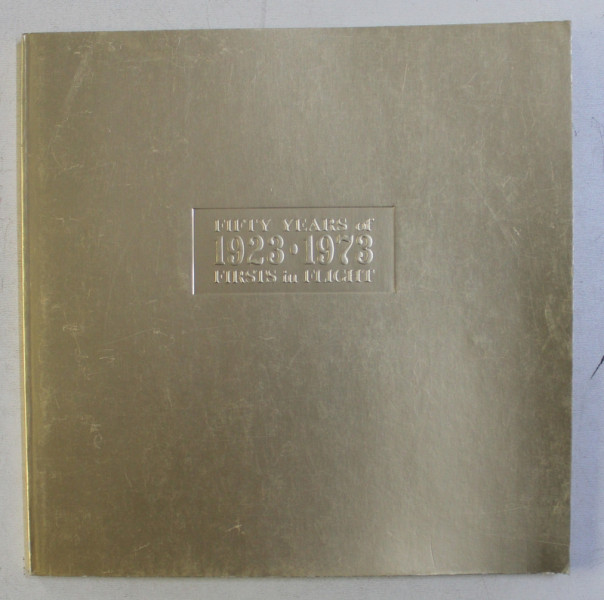 FIFTY YEARS of
1923 • 1973
FIRSTS in FLIGHT